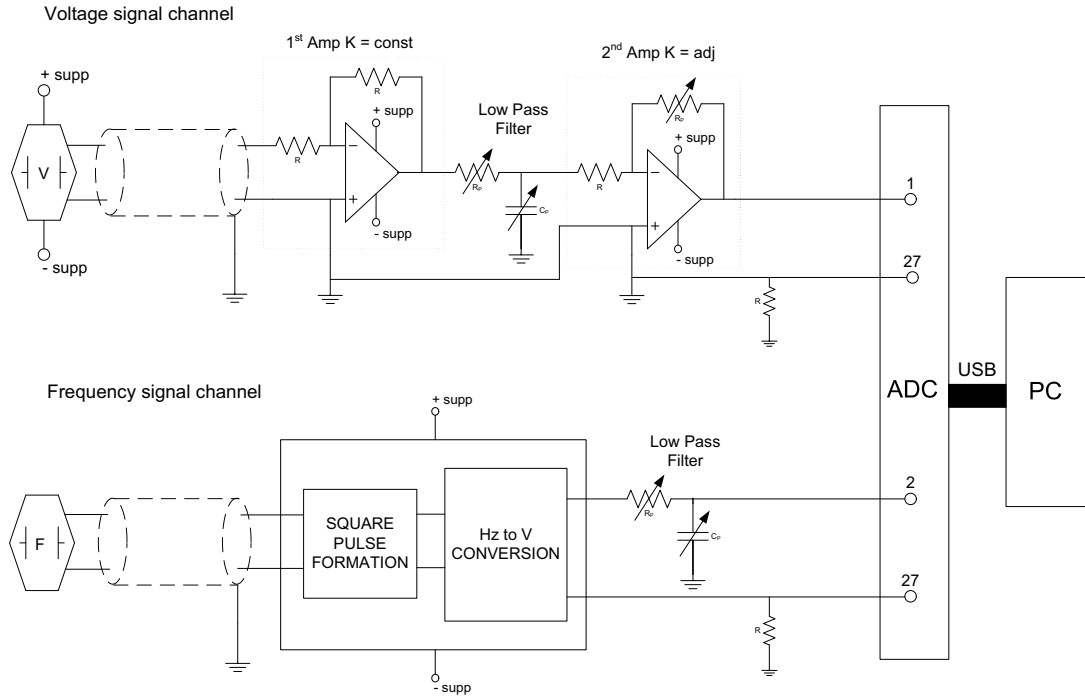 Voltage signal channel
1st Amp K = const
2nd Amp K = adj
+ supp
R
+ supp
Low Pass
Filter
RP
+ supp
V
R
RP
R
CP
1
- supp
- supp
- supp
27
R
USB
ADC
PC
Frequency signal channel
+ supp
Low Pass
Filter
2
RP
F
SQUARE
PULSE
FORMATION
Hz to V
CONVERSION
CP
27
R
- supp